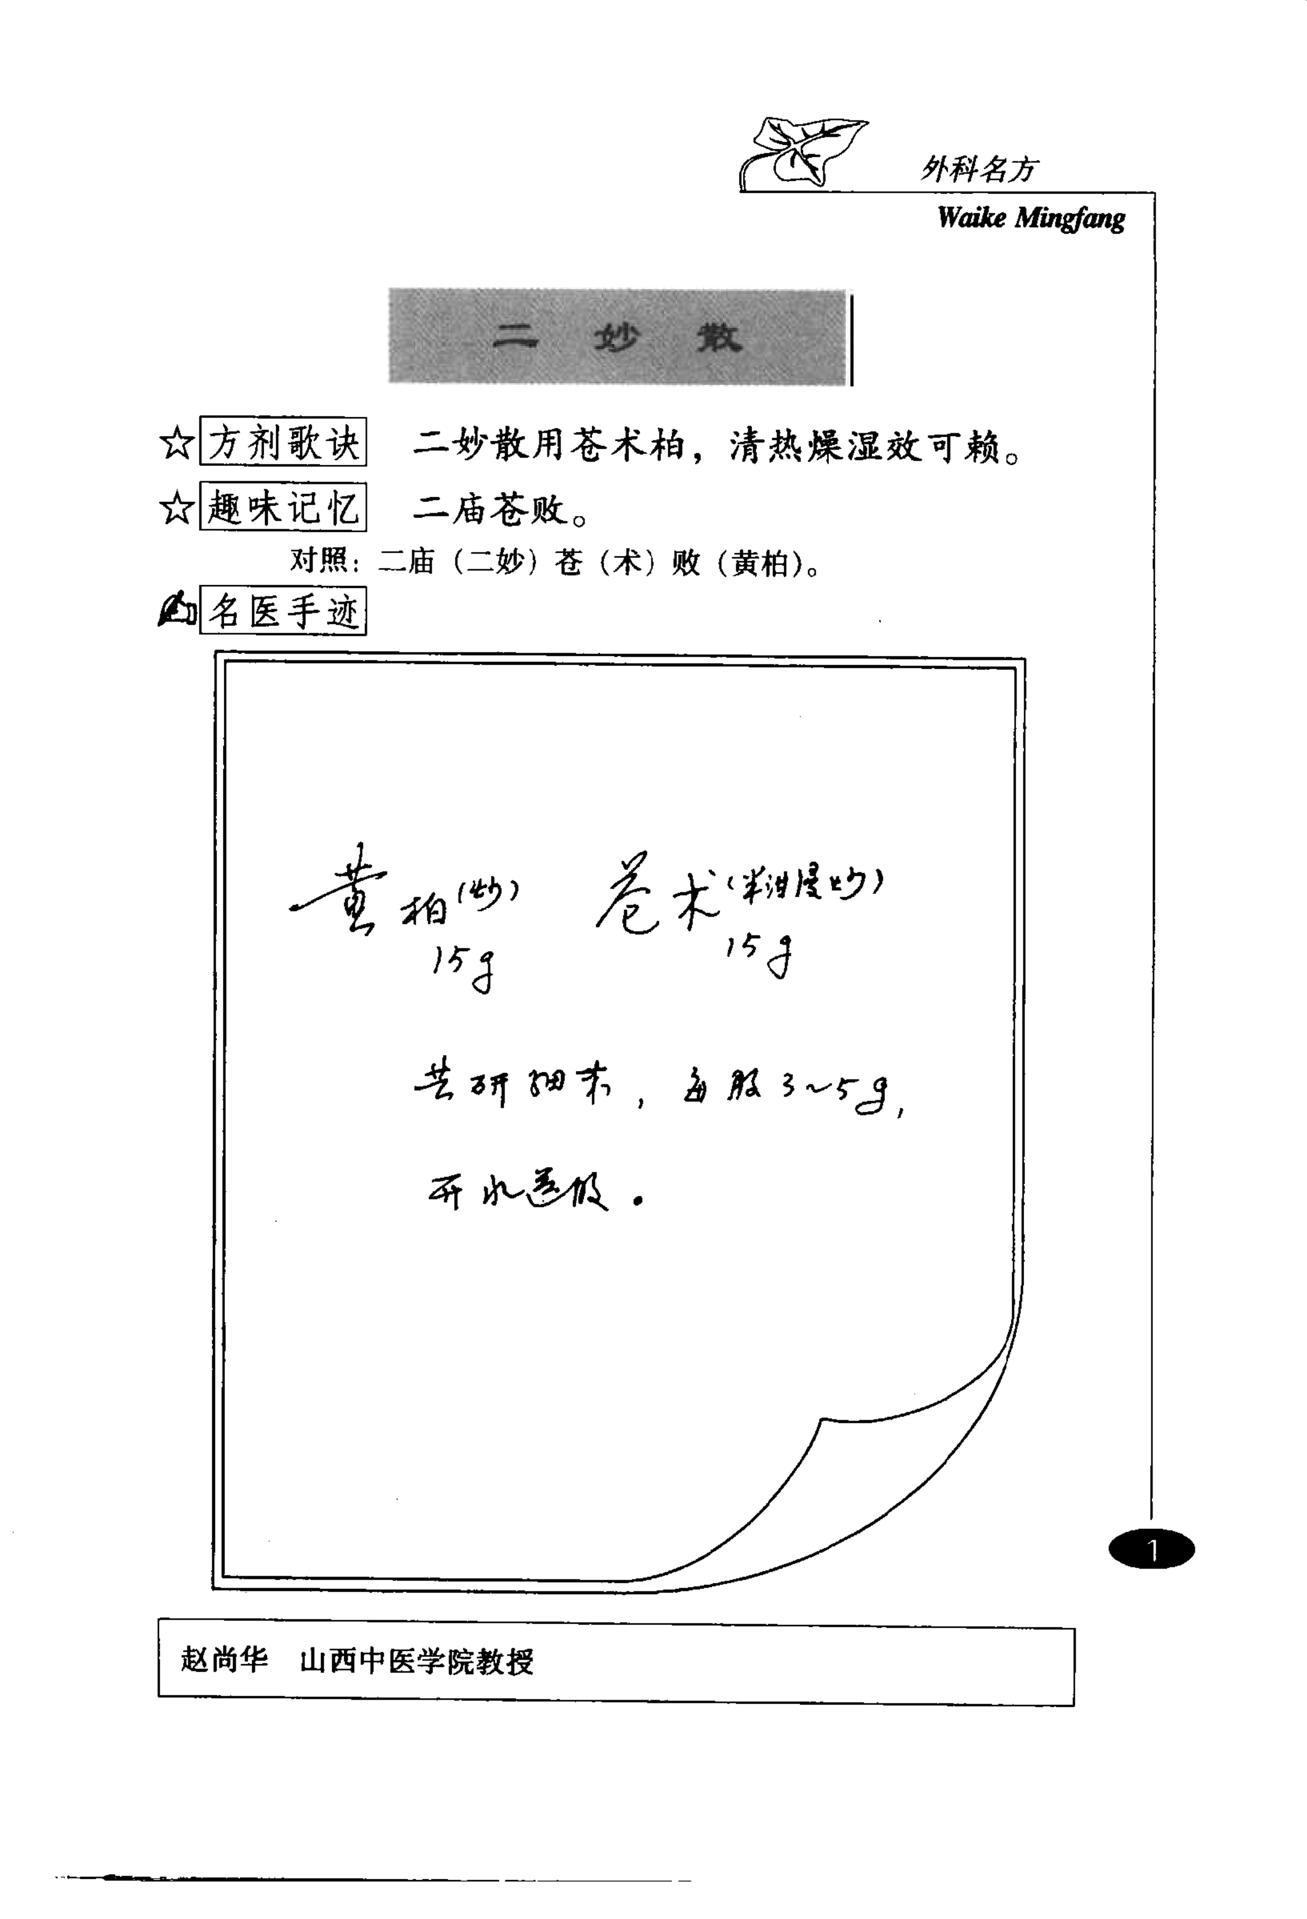 外科名方
Waike Mingfang
二妙散
☆方剂歌诀 二妙散用苍术柏，清热燥湿效可赖。
☆趣味记忆 二庙苍败。
对照：二庙（二妙）苍（术）败（黄柏）。
名医手迹
黄柏(炒) 苍术(米泔浸炒)
15g 15g
共研细末，每服3~5g，
开水送服。
1
赵尚华 山西中医学院教授